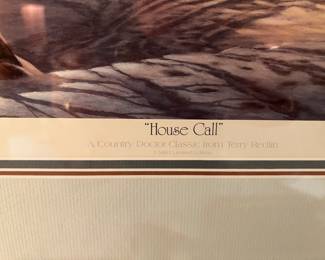 "House Call"
A Country Doctor Classic from Terry Redlin